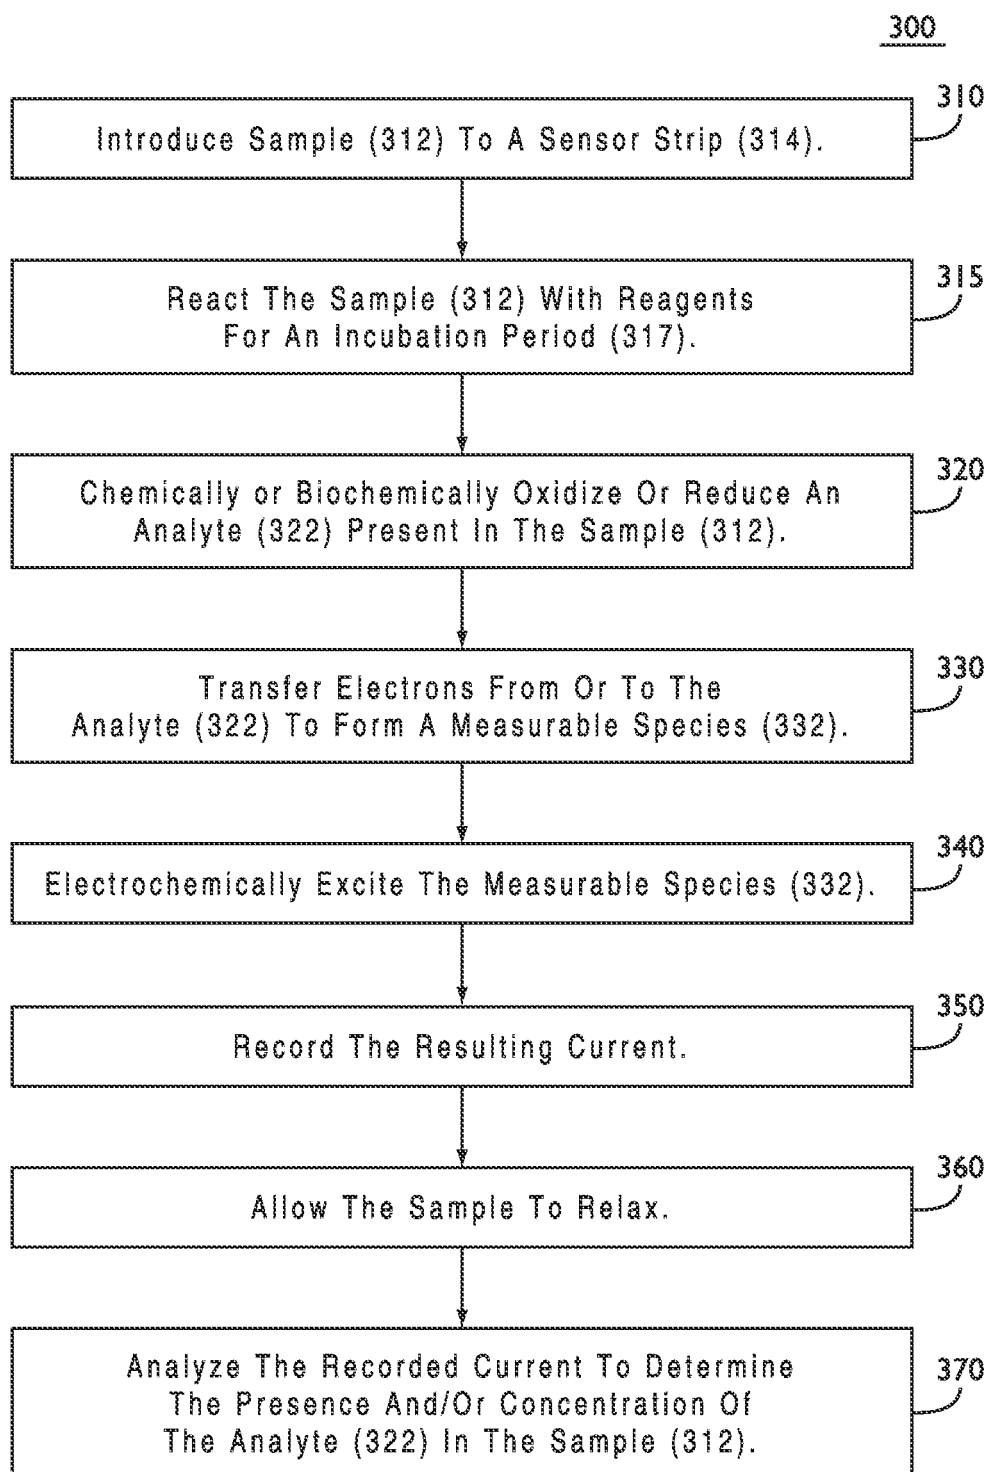 300
310
Introduce Sample (312) To A Sensor Strip (314).
315
React The Sample (312) With Reagents
For An Incubation Period (317).
320
Chemically or Biochemically Oxidize Or Reduce An
Analyte (322) Present In The Sample (312).
330
Transfer Electrons From Or To The
Analyte (322) To Form A Measurable Species (332).
340
Electrochemically Excite The Measurable Species (332).
350
Record The Resulting Current.
360
Allow The Sample To Relax.
370
Analyze The Recorded Current To Determine
The Presence And/Or Concentration Of
The Analyte (322) In The Sample (312).